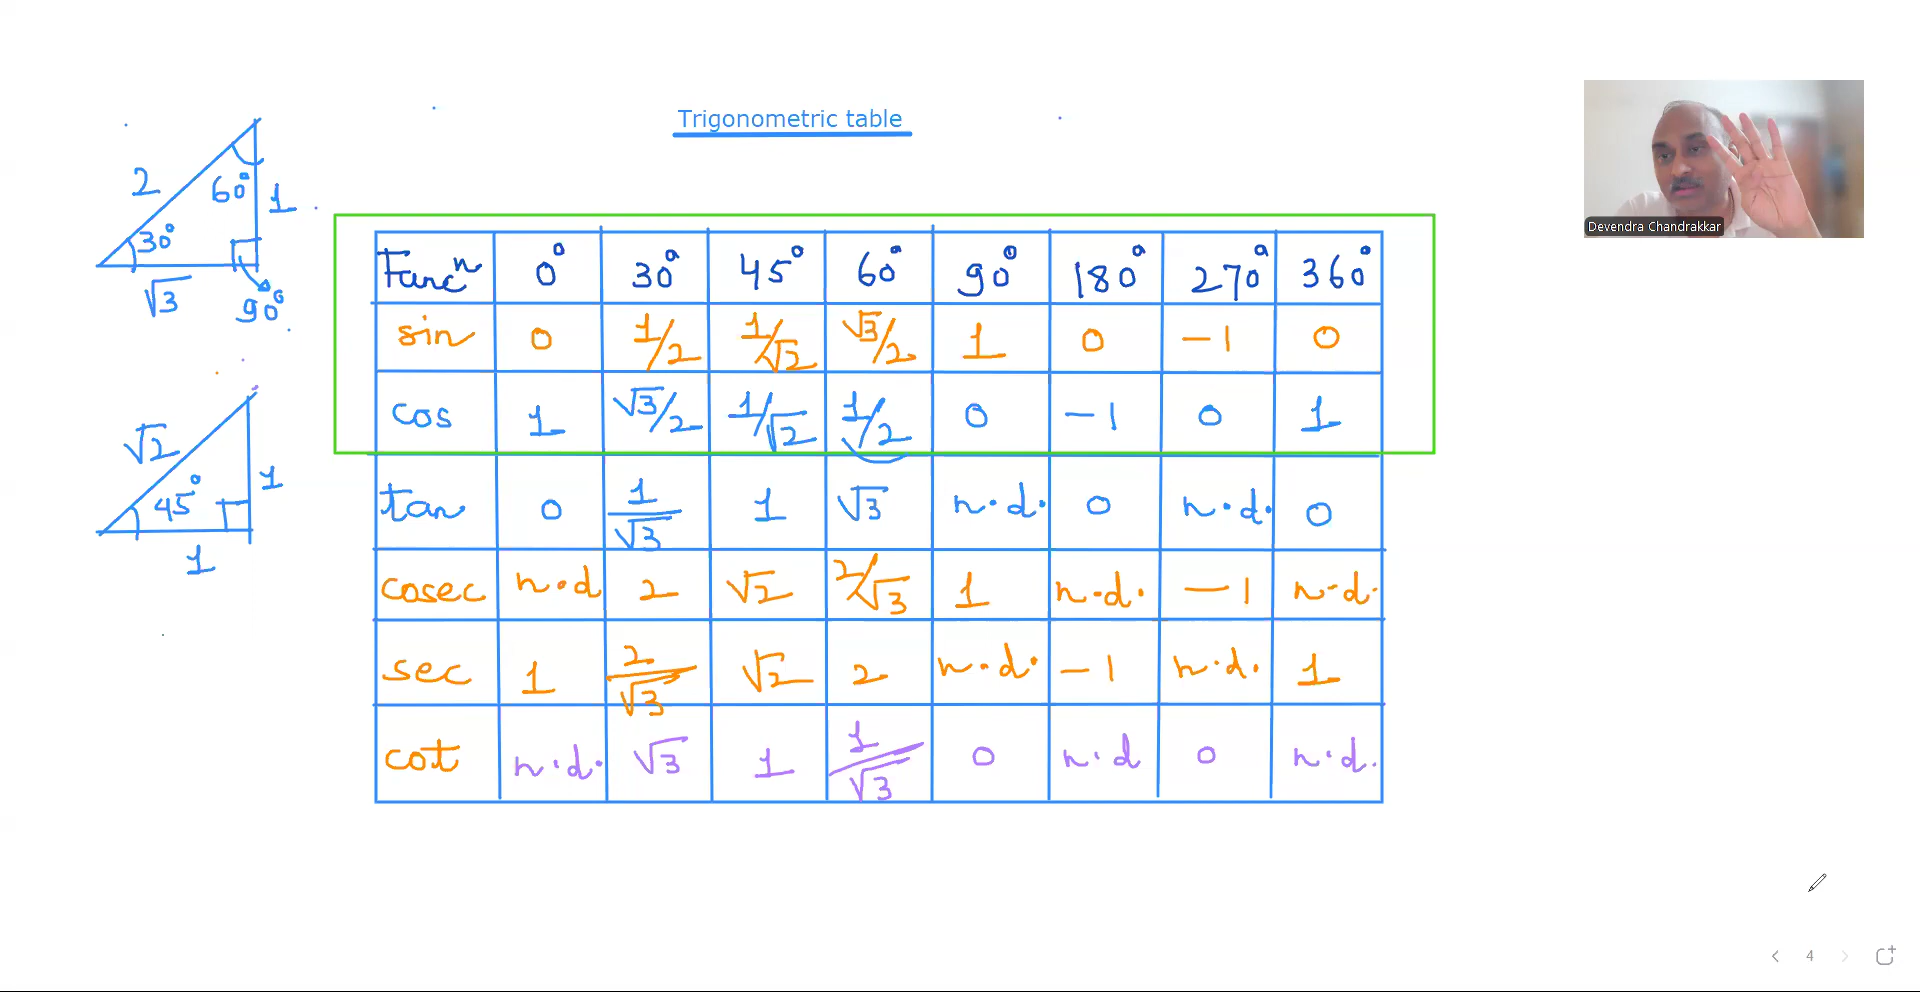 Trigonometric table
Devendra Chandrakkar
2 60° 1
30°
√3
90°
√2
45° 1
1
Funcⁿ 0° 30° 45° 60° 90° 180° 270° 360°
sin 0 1/2 1/√2 √3/2 1 0 -1 0
cos 1 √3/2 1/√2 1/2 0 -1 0 1
tan 0 1/√3 1 √3 n.d. 0 n.d. 0
cosec n.d 2 √2 2/√3 1 n.d. -1 n.d.
sec 1 2/√3 √2 2 n.d. -1 n.d. 1
cot n.d. √3 1 1/√3 0 n.d 0 n.d.
4